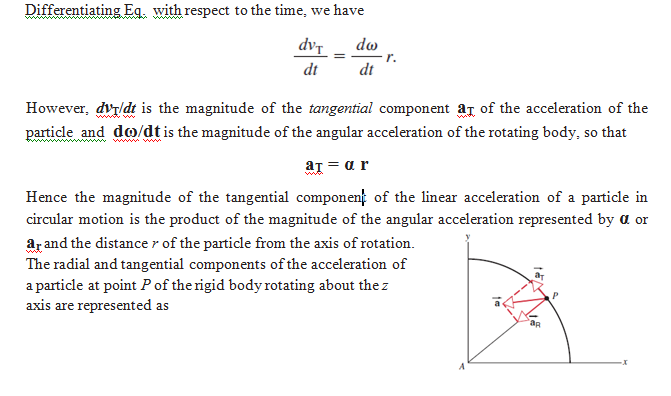 Differentiating Eq. with respect to the time, we have
dvT/dt = dω/dt r.
However, dvT/dt is the magnitude of the tangential component aT of the acceleration of the
particle and dω/dt is the magnitude of the angular acceleration of the rotating body, so that
aT = α r
Hence the magnitude of the tangential component of the linear acceleration of a particle in
circular motion is the product of the magnitude of the angular acceleration represented by α or
ar and the distance r of the particle from the axis of rotation.
The radial and tangential components of the acceleration of
a particle at point P of the rigid body rotating about the z
axis are represented as
y
aT
P
a
aR
A
x